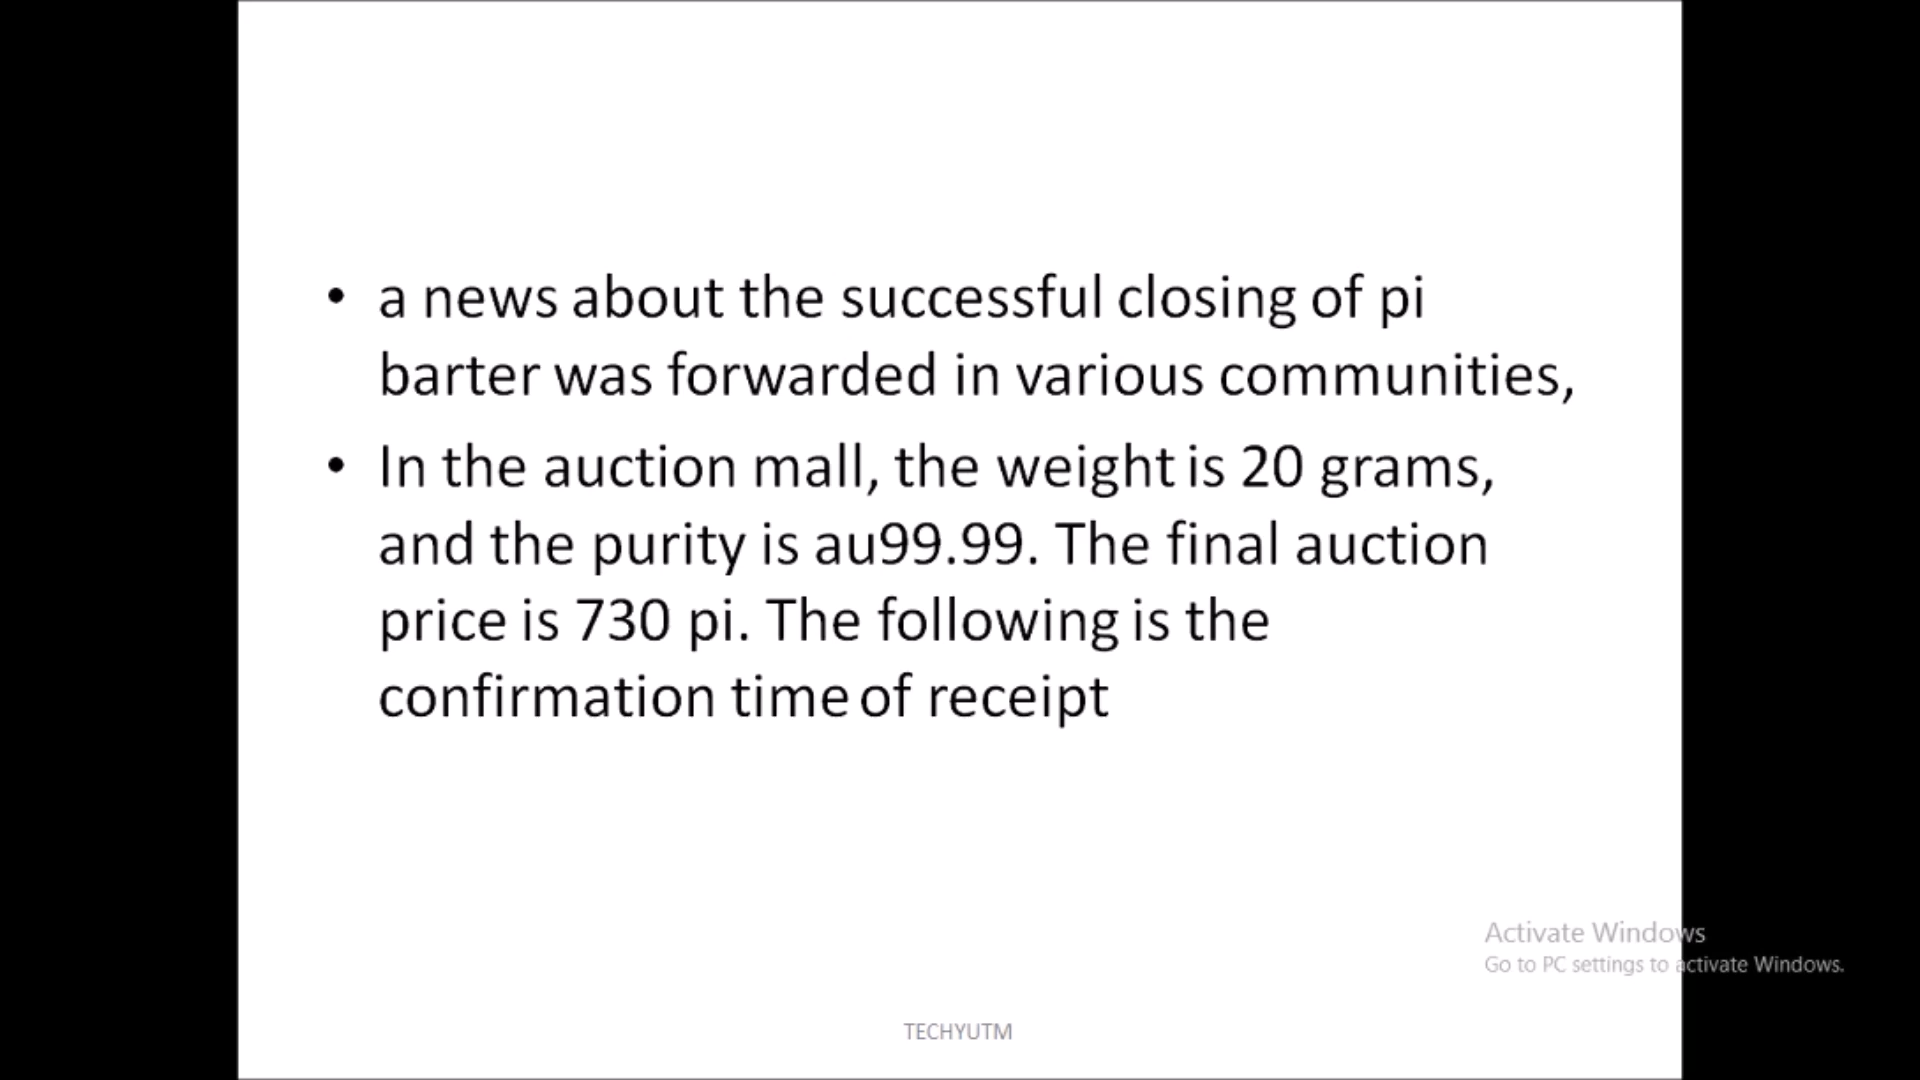 • a news about the successful closing of pi
barter was forwarded in various communities,
• In the auction mall, the weight is 20 grams,
and the purity is au99.99. The final auction
price is 730 pi. The following is the
confirmation time of receipt
Activate Windows
Go to PC settings to activate Windows.
TECHYUTM